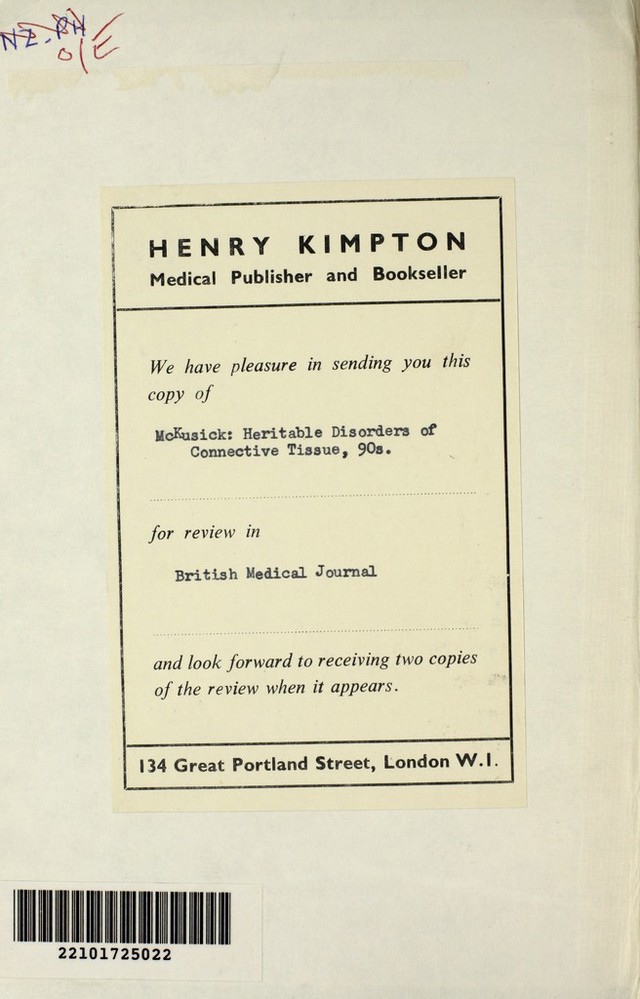 NZ.
O/E
HENRY KIMPTON
Medical Publisher and Bookseller
We have pleasure in sending you this
copy of
McKusick: Heritable Disorders of
Connective Tissue, 90s.
for review in
British Medical Journal
and look forward to receiving two copies
of the review when it appears.
134 Great Portland Street, London W.1.
22101725022